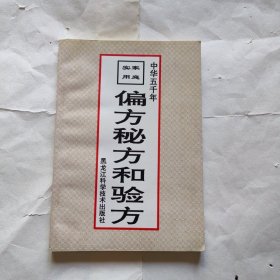 中华五千年
实用
家庭
偏方秘方和验方
黑龙江科学技术出版社